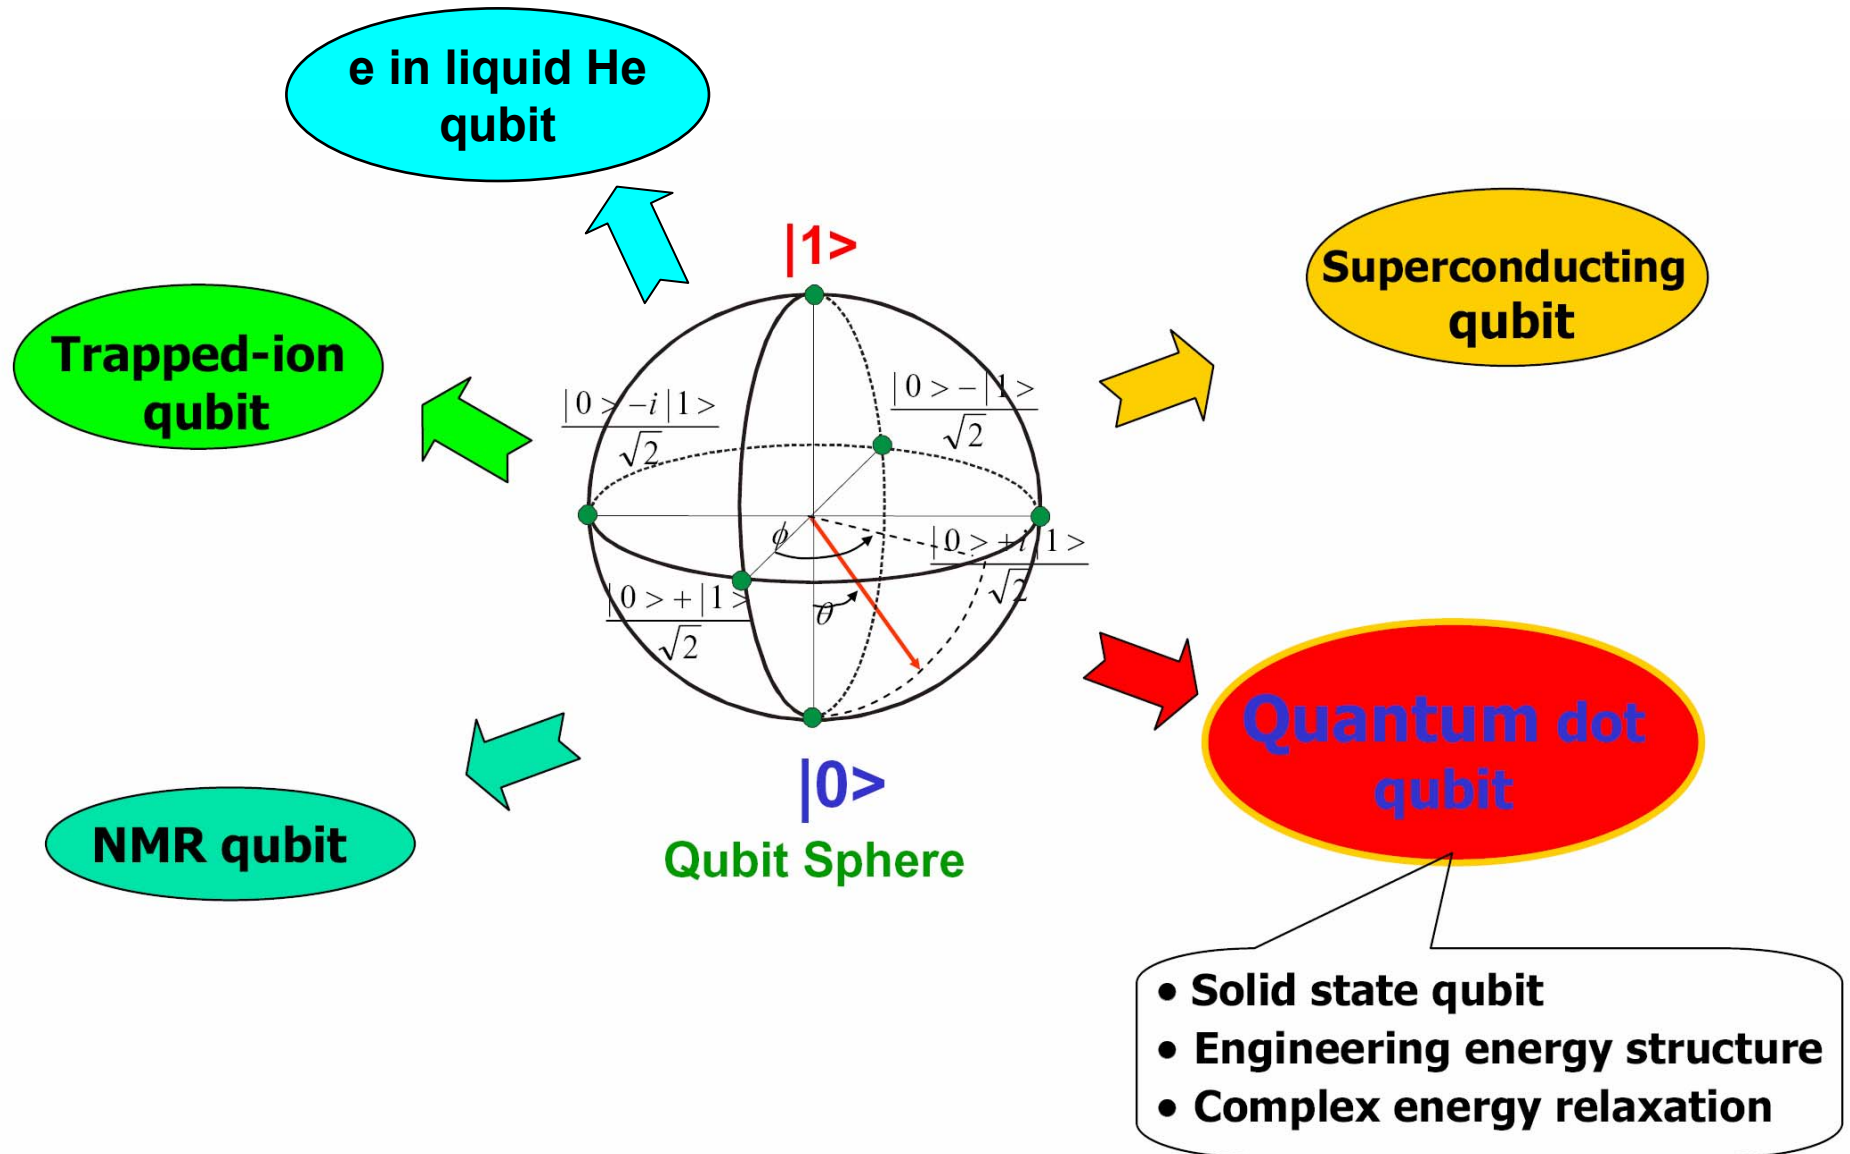 e in liquid He
qubit
|1>
Superconducting
qubit
Trapped-ion
qubit
|0>-i|1>
√2
|0>-|1>
√2
ϕ
|0>+i|1>
√2
|0>+|1>
√2
θ
Quantum dot
qubit
|0>
Qubit Sphere
NMR qubit
• Solid state qubit
• Engineering energy structure
• Complex energy relaxation